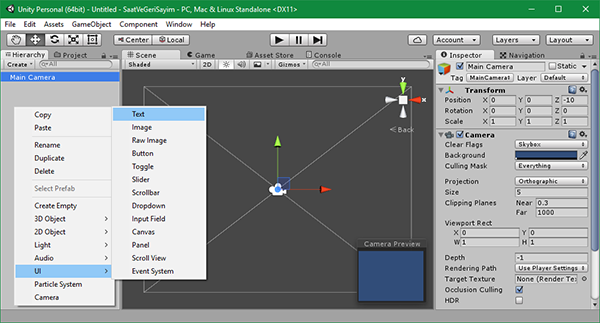 Unity Personal (64bit) - Untitled - SaatVeGeriSayim - PC, Mac & Linux Standalone <DX11>
File Edit Assets GameObject Component Window Help
Center Local Account Layers Layout
Hierarchy Project Scene Game Asset Store Console Inspector Navigation
Create All Shaded 2D Gizmos All Main Camera Static
Main Camera Tag MainCamera Layer Default
Transform
Position X 0 Y 0 Z -10
Rotation X 0 Y 0 Z 0
Scale X 1 Y 1 Z 1
Camera
Clear Flags Skybox
Background
Culling Mask Everything
Projection Orthographic
Size 5
Clipping Planes Near 0.3
Far 1000
Viewport Rect
X 0 Y 0
W 1 H 1
Depth -1
Rendering Path Use Player Settings
Target Texture None (Render Tex
Occlusion Culling
HDR
Copy
Paste
Rename
Duplicate
Delete
Select Prefab
Create Empty
3D Object
2D Object
Light
Audio
UI
Particle System
Camera
Text
Image
Raw Image
Button
Toggle
Slider
Scrollbar
Dropdown
Input Field
Canvas
Panel
Scroll View
Event System
y
x
Back
Camera Preview